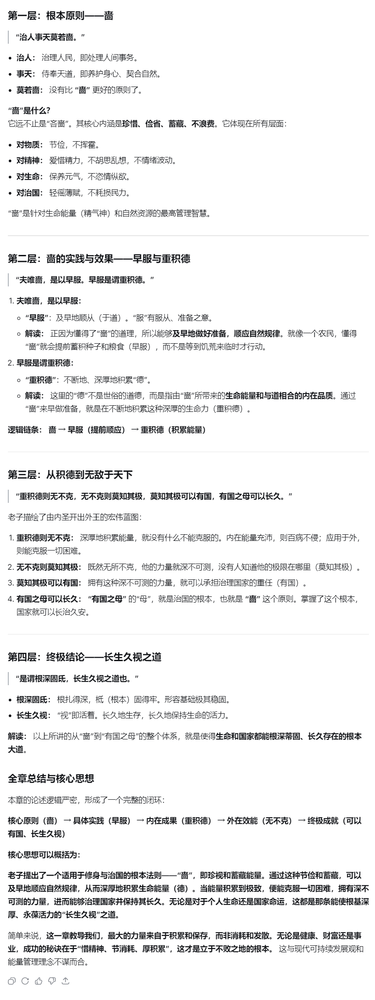 第一层：根本原则——啬
“治人事天莫若啬。”
• 治人： 治理人民，即处理人间事务。
• 事天： 侍奉天道，即养护身心、契合自然。
• 莫若啬： 没有比 “啬” 更好的原则了。
“啬”是什么？
它远不止是“吝啬”。其核心内涵是珍惜、俭省、蓄藏、不浪费。它体现在所有层面：
• 对物质： 节俭，不挥霍。
• 对精神： 爱惜精力，不胡思乱想，不情绪波动。
• 对生命： 保养元气，不恣情纵欲。
• 对治国： 轻徭薄赋，不耗损民力。
“啬”是针对生命能量（精气神）和自然资源的最高管理智慧。
第二层：啬的实践与效果——早服与重积德
“夫唯啬，是以早服。早服是谓重积德。”
1. 夫唯啬，是以早服：
◦ “早服”：及早地顺从（于道）。“服”有服从、准备之意。
◦ 解读： 正因为懂得了“啬”的道理，所以能够及早地做好准备，顺应自然规律。就像一个农民，懂得
“啬”就会提前蓄积种子和粮食（早服），而不是等到饥荒来临时才行动。
2. 早服是谓重积德：
◦ “重积德”：不断地、深厚地积累“德”。
◦ 解读： 这里的“德”不是世俗的道德，而是指由“啬”所带来的生命能量和与道相合的内在品质。通过
“啬”来早做准备，就是在不断地积累这种深厚的生命力（重积德）。
逻辑链条： 啬 → 早服（提前顺应） → 重积德（积累能量）
第三层：从积德到无敌于天下
“重积德则无不克，无不克则莫知其极，莫知其极可以有国，有国之母可以长久。”
老子描绘了由内圣开出外王的宏伟蓝图：
1. 重积德则无不克： 深厚地积累能量，就没有什么不能克服的。内在能量充沛，则百病不侵；应用于外，
则能克服一切困难。
2. 无不克则莫知其极： 既然无所不克，他的力量就深不可测，没有人知道他的极限在哪里（莫知其极）。
3. 莫知其极可以有国： 拥有这种深不可测的力量，就可以承担治理国家的重任（有国）。
4. 有国之母可以长久： “有国之母” 的“母”，就是治国的根本，也就是 “啬” 这个原则。掌握了这个根本，
国家就可以长治久安。
第四层：终极结论——长生久视之道
“是谓根深固氐，长生久视之道也。”
• 根深固氐： 根扎得深，柢（根本）固得牢。形容基础极其稳固。
• 长生久视： “视”即活着。长久地生存，长久地保持生命的活力。
解读： 以上所讲的从“啬”到“有国之母”的整个体系，就是使得生命和国家都能根深蒂固、长久存在的根本
大道。
全章总结与核心思想
本章的论述逻辑严密，形成了一个完整的闭环：
核心原则（啬） → 具体实践（早服） → 内在成果（重积德） → 外在效能（无不克） → 终极成就（可以
有国、长生久视）
核心思想可以概括为：
老子提出了一个适用于修身与治国的根本法则——“啬”，即珍视和蓄藏能量。通过这种节俭和蓄藏，可以
及早地顺应自然规律，从而深厚地积累生命能量（德）。当能量积累到极致，便能克服一切困难，拥有深不
可测的力量，进而能够治理国家并保持其长久。无论是对于个人生命还是国家命运，这都是那条能使根基深
厚、永葆活力的“长生久视”之道。
简单来说，这一章教导我们，最大的力量来自于积累和保存，而非消耗和发散。无论是健康、财富还是事
业，成功的秘诀在于“惜精神、节消耗、厚积累”，这才是立于不败之地的根本。 这与现代可持续发展观和
能量管理理念不谋而合。